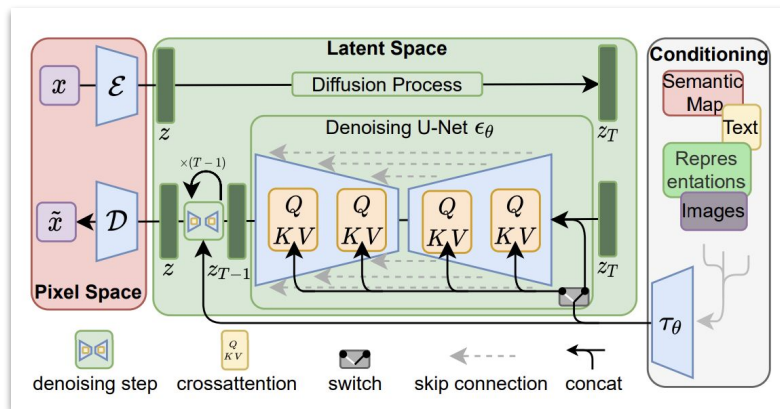 Latent Space
Conditioning
x
ℰ
z
Diffusion Process
z_T
Semantic
Map
Text
Repres
entations
Images
Denoising U-Net ϵ_θ
×(T−1)
Q
KV
Q
KV
Q
KV
Q
KV
x̃
𝒟
z
z_{T−1}
z_T
Pixel Space
τ_θ
Q
KV
denoising step
crossattention
switch
skip connection
concat